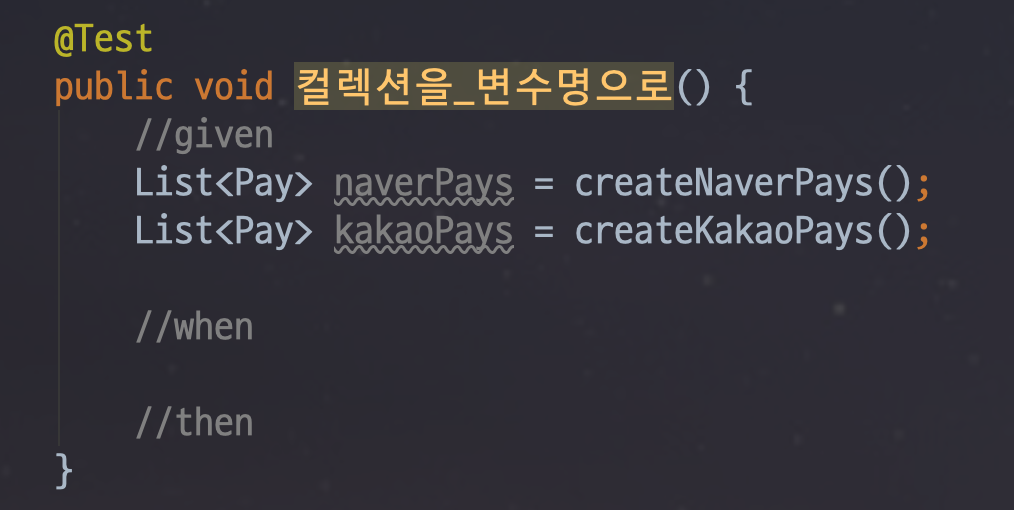 @Test
public void 컬렉션을_변수명으로() {
//given
List<Pay> naverPays = createNaverPays();
List<Pay> kakaoPays = createKakaoPays();
//when
//then
}